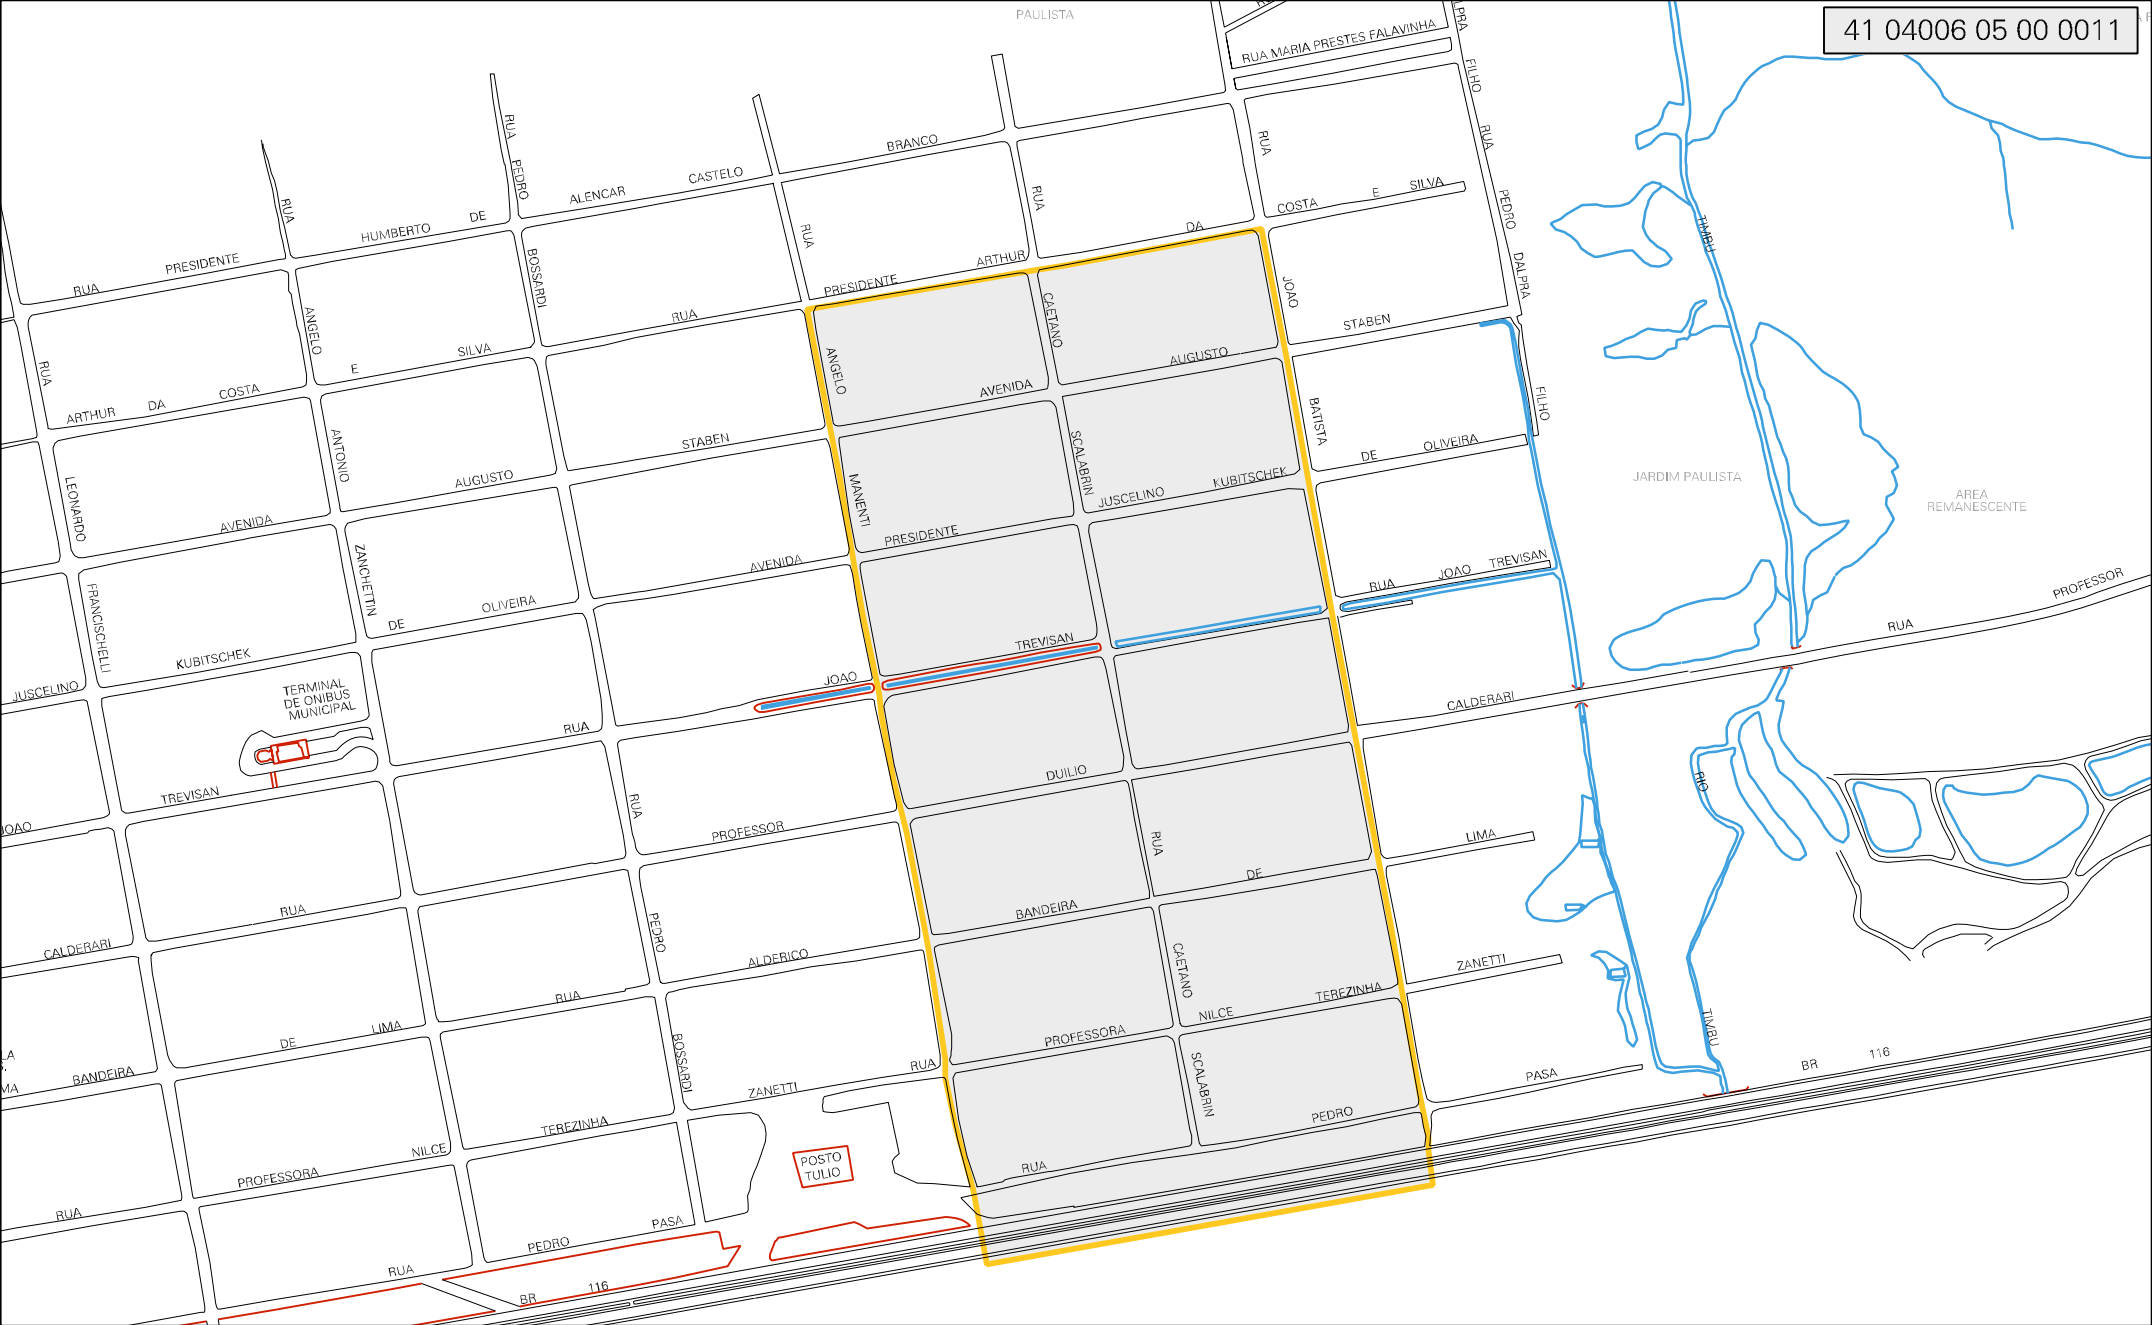 PAULISTA
41 04006 05 00 0011
RUA MARIA PRESTES FALAVINHA
FILHO
RUA
PEDRO
DALPRA
FILHO
RUA PRESIDENTE HUMBERTO DE ALENCAR CASTELO BRANCO
RUA
RUA
PEDRO
RUA
RUA
RUA
TIMBU
RUA PRESIDENTE ARTHUR DA COSTA E SILVA
ARTHUR DA COSTA E SILVA
RUA
ANGELO
BOSSARDI
ANGELO
CAETANO
JOAO
AVENIDA AUGUSTO STABEN
AVENIDA AUGUSTO STABEN
LEONARDO
ANTONIO
MANENTI
SCALABRIN
BATISTA
JUSCELINO KUBITSCHEK DE OLIVEIRA
AVENIDA PRESIDENTE JUSCELINO KUBITSCHEK
DE OLIVEIRA
JARDIM PAULISTA
AREA
REMANESCENTE
FRANCISCHELLI
ZANCHETTIN
TERMINAL
DE ONIBUS
MUNICIPAL
TREVISAN
RUA
JOAO
TREVISAN
RUA JOAO TREVISAN
RUA
PROFESSOR
CALDERARI
RUA
PROFESSOR
DUILIO
CALDERARI
RUA
PEDRO
BOSSARDI
RUA
CAETANO
SCALABRIN
BANDEIRA
DE
LIMA
RUA
ALDERICO
BANDEIRA
DE
LIMA
RUA
PROFESSORA
NILCE
TEREZINHA
ZANETTI
RUA
PROFESSORA
NILCE
TEREZINHA
ZANETTI
RIO
TIMBU
POSTO
TULIO
RUA
PEDRO
PASA
RUA
PEDRO
PASA
BR 116
BR 116